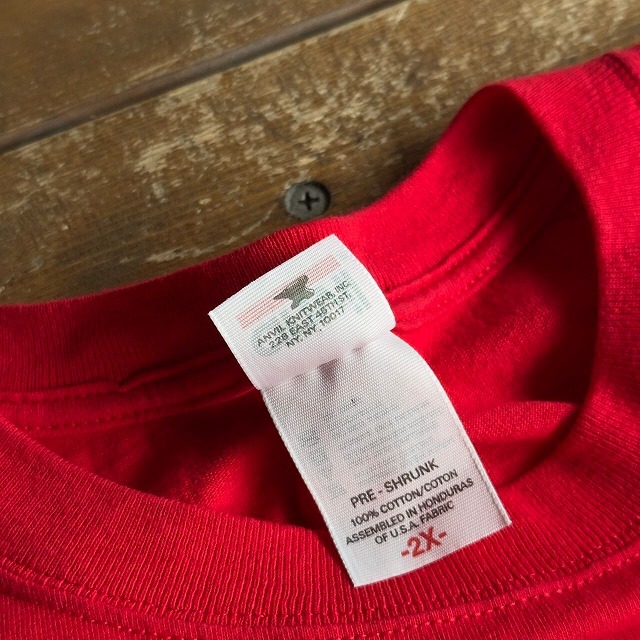 ANVIL KNITWEAR, INC.
228 EAST 45TH ST.
NY, NY. 10017
PRE - SHRUNK
100% COTTON/COTON
ASSEMBLED IN HONDURAS
OF U.S.A. FABRIC
-2X-